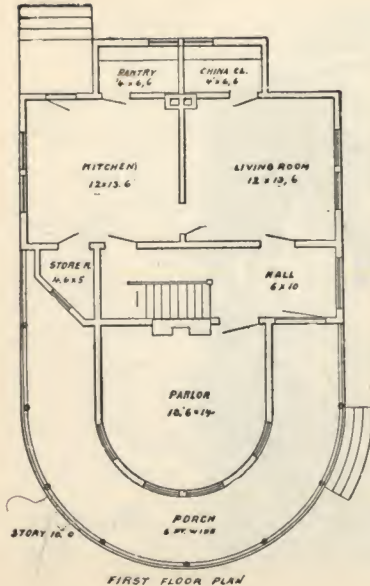 PANTRY
4 x 6,6
CHINA CL.
4 x 6,6
KITCHEN
12 x 13.6
LIVING ROOM
12 x 13,6
STORE R.
4.6 x 5
HALL
6 x 10
PARLOR
10.6 x 14
PORCH
6 FT. WIDE
STORY 10.0
FIRST FLOOR PLAN